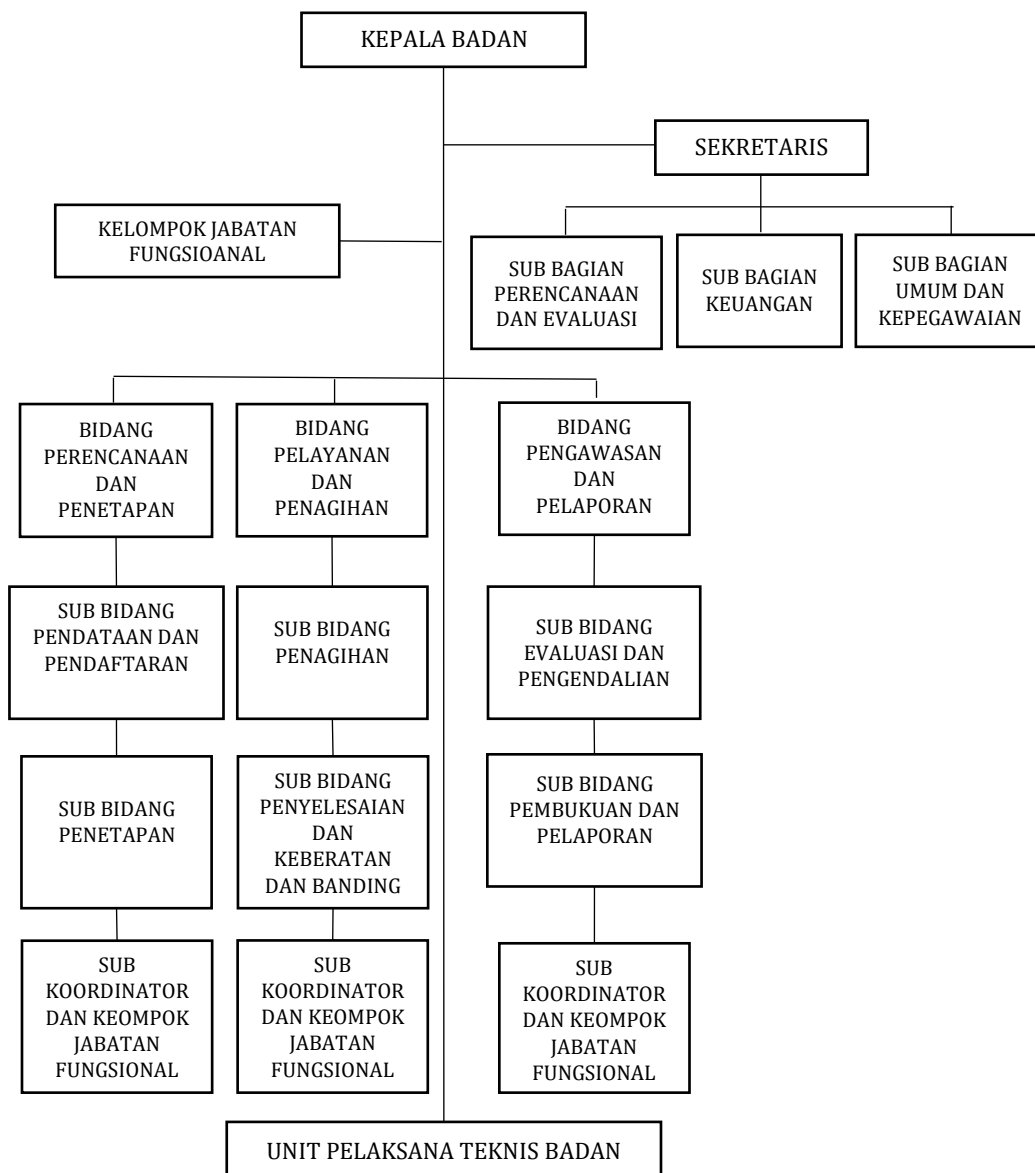 KEPALA BADAN
SEKRETARIS
KELOMPOK JABATAN
FUNGSIOANAL
SUB BAGIAN
PERENCANAAN
DAN EVALUASI
SUB BAGIAN
KEUANGAN
SUB BAGIAN
UMUM DAN
KEPEGAWAIAN
BIDANG
PERENCANAAN
DAN
PENETAPAN
BIDANG
PELAYANAN
DAN
PENAGIHAN
BIDANG
PENGAWASAN
DAN
PELAPORAN
SUB BIDANG
PENDATAAN DAN
PENDAFTARAN
SUB BIDANG
PENAGIHAN
SUB BIDANG
EVALUASI DAN
PENGENDALIAN
SUB BIDANG
PENETAPAN
SUB BIDANG
PENYELESAIAN
DAN
KEBERATAN
DAN BANDING
SUB BIDANG
PEMBUKUAN DAN
PELAPORAN
SUB
KOORDINATOR
DAN KEOMPOK
JABATAN
FUNGSIONAL
SUB
KOORDINATOR
DAN KEOMPOK
JABATAN
FUNGSIONAL
SUB
KOORDINATOR
DAN KEOMPOK
JABATAN
FUNGSIONAL
UNIT PELAKSANA TEKNIS BADAN